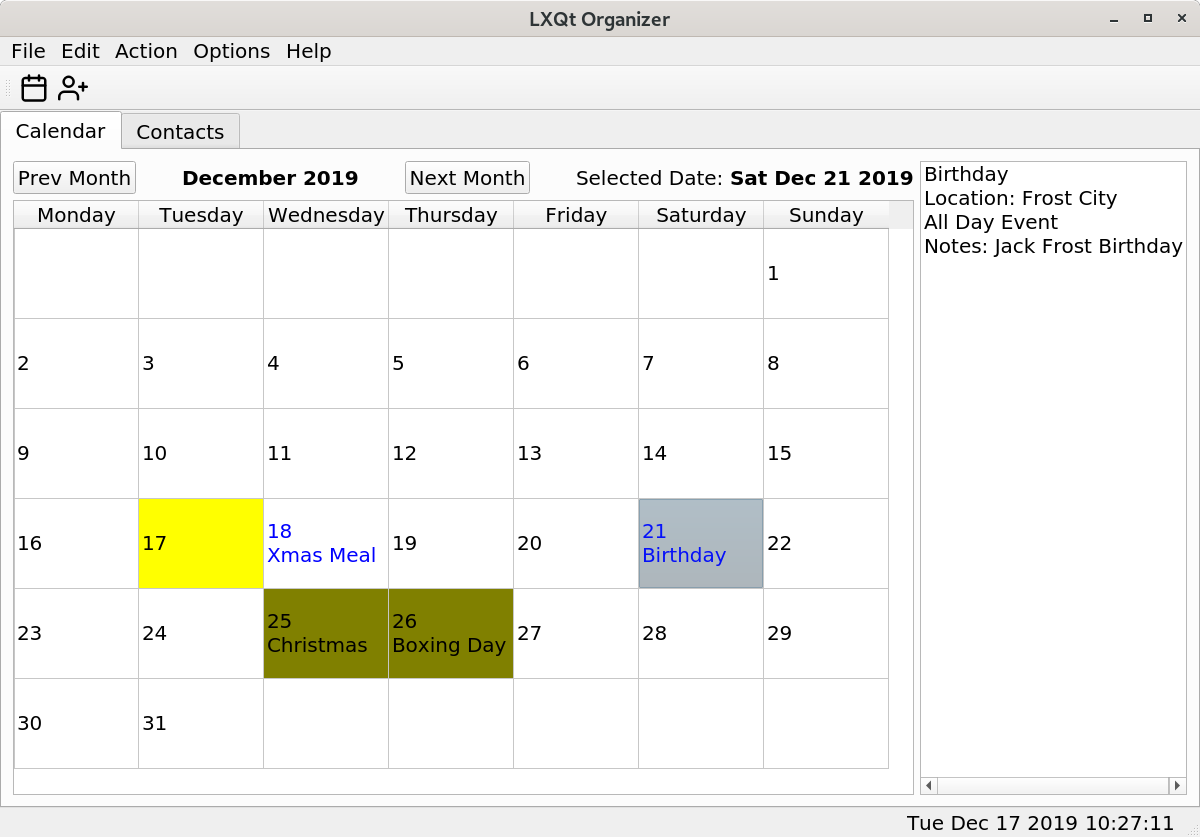 LXQt Organizer
File Edit Action Options Help
Calendar Contacts
Prev Month December 2019 Next Month Selected Date: Sat Dec 21 2019
Monday Tuesday Wednesday Thursday Friday Saturday Sunday
1
2 3 4 5 6 7 8
9 10 11 12 13 14 15
16 17 18 19 20 21 22
Xmas Meal Birthday
23 24 25 26 27 28 29
Christmas Boxing Day
30 31
Birthday
Location: Frost City
All Day Event
Notes: Jack Frost Birthday
Tue Dec 17 2019 10:27:11